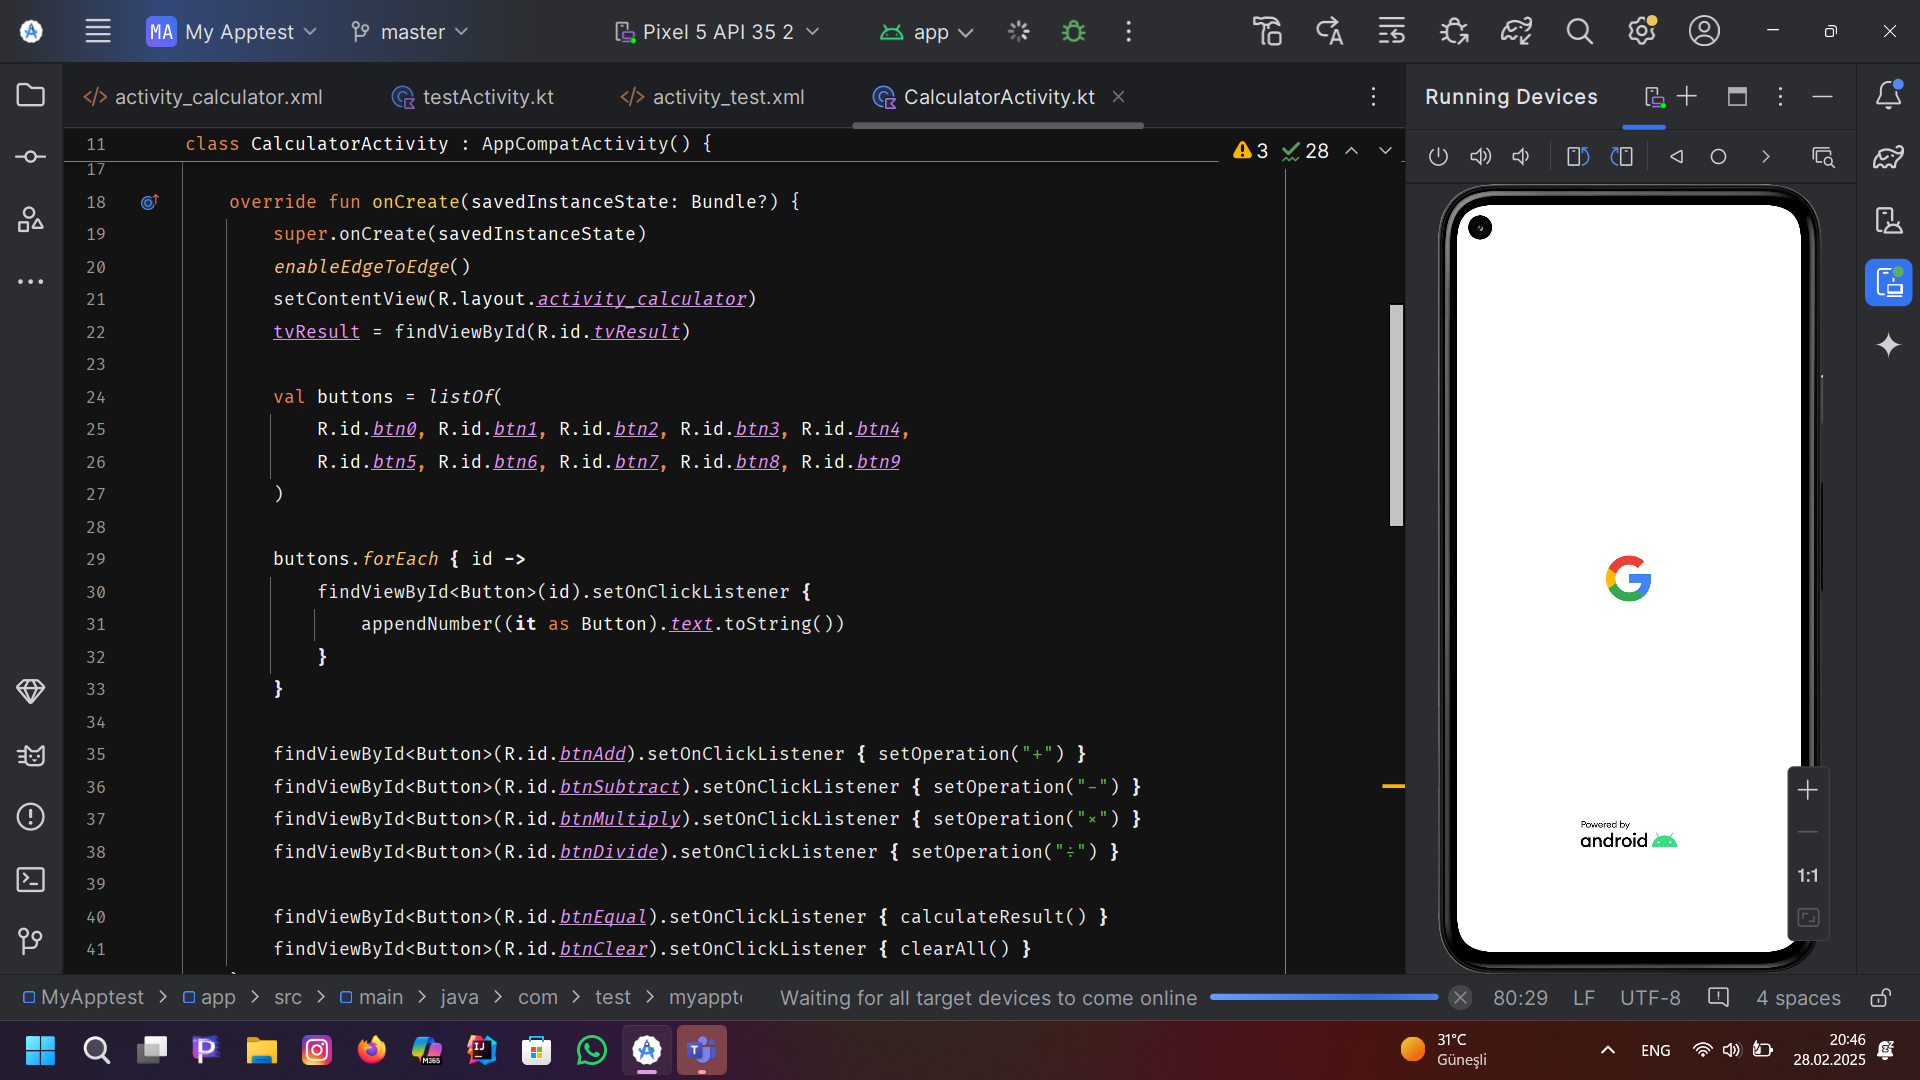 MA My Apptest master Pixel 5 API 35 2 app
activity_calculator.xml testActivity.kt activity_test.xml CalculatorActivity.kt Running Devices
11 class CalculatorActivity : AppCompatActivity() { 3 28
17
18 override fun onCreate(savedInstanceState: Bundle?) {
19 super.onCreate(savedInstanceState)
20 enableEdgeToEdge()
21 setContentView(R.layout.activity_calculator)
22 tvResult = findViewById(R.id.tvResult)
23
24 val buttons = listOf(
25 R.id.btn0, R.id.btn1, R.id.btn2, R.id.btn3, R.id.btn4,
26 R.id.btn5, R.id.btn6, R.id.btn7, R.id.btn8, R.id.btn9
27 )
28
29 buttons.forEach { id ->
30 findViewById<Button>(id).setOnClickListener {
31 appendNumber((it as Button).text.toString())
32 }
33 }
34
35 findViewById<Button>(R.id.btnAdd).setOnClickListener { setOperation("+") }
36 findViewById<Button>(R.id.btnSubtract).setOnClickListener { setOperation("-") }
37 findViewById<Button>(R.id.btnMultiply).setOnClickListener { setOperation("×") }
38 findViewById<Button>(R.id.btnDivide).setOnClickListener { setOperation("÷") }
39
40 findViewById<Button>(R.id.btnEqual).setOnClickListener { calculateResult() }
41 findViewById<Button>(R.id.btnClear).setOnClickListener { clearAll() }
Powered by
android
1:1
MyApptest > app > src > main > java > com > test > myappt Waiting for all target devices to come online 80:29 LF UTF-8 4 spaces
31°C
Güneşli
ENG
20:46
28.02.2025